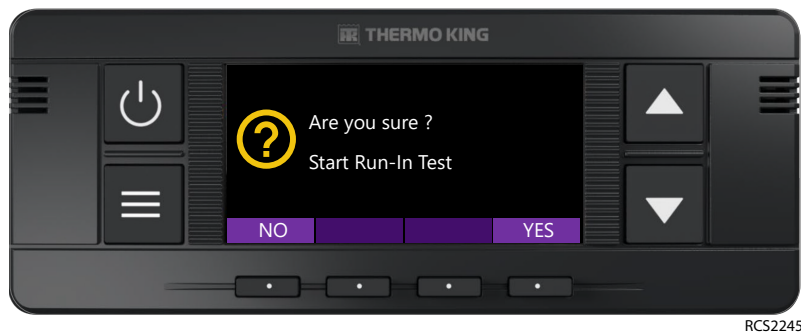 THERMO KING
Are you sure ?
Start Run-In Test
NO
YES
RCS2245